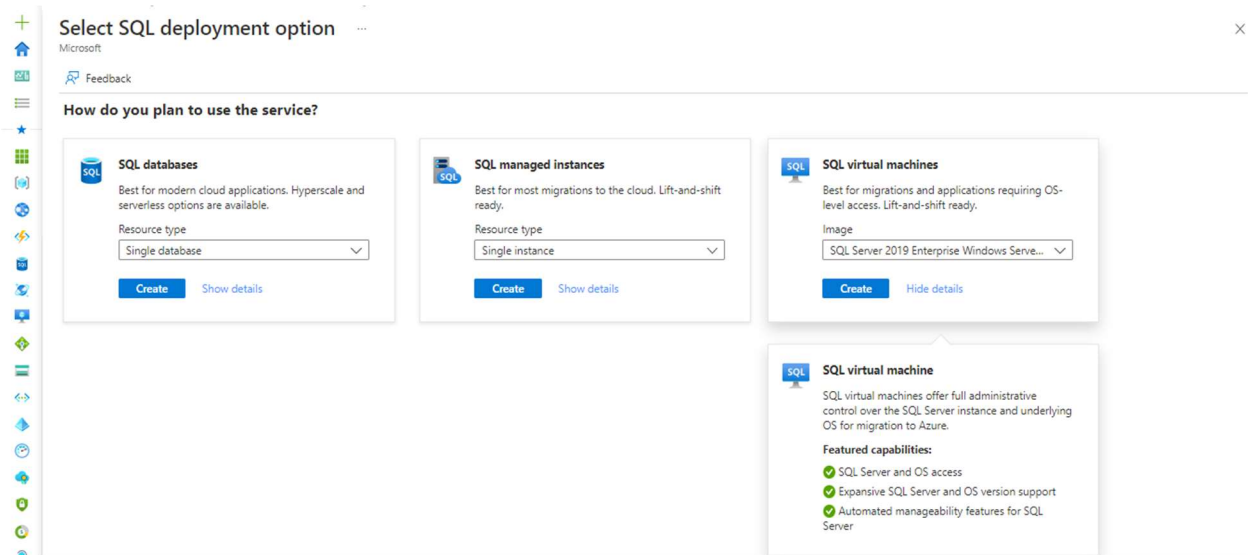 Select SQL deployment option ...
Microsoft
Feedback
How do you plan to use the service?
SQL
SQL databases
Best for modern cloud applications. Hyperscale and
serverless options are available.
Resource type
Single database
Create Show details
SQL
SQL managed instances
Best for most migrations to the cloud. Lift-and-shift
ready.
Resource type
Single instance
Create Show details
SQL
SQL virtual machines
Best for migrations and applications requiring OS-
level access. Lift-and-shift ready.
Image
SQL Server 2019 Enterprise Windows Serve...
Create Hide details
SQL
SQL virtual machine
SQL virtual machines offer full administrative
control over the SQL Server instance and underlying
OS for migration to Azure.
Featured capabilities:
SQL Server and OS access
Expansive SQL Server and OS version support
Automated manageability features for SQL
Server